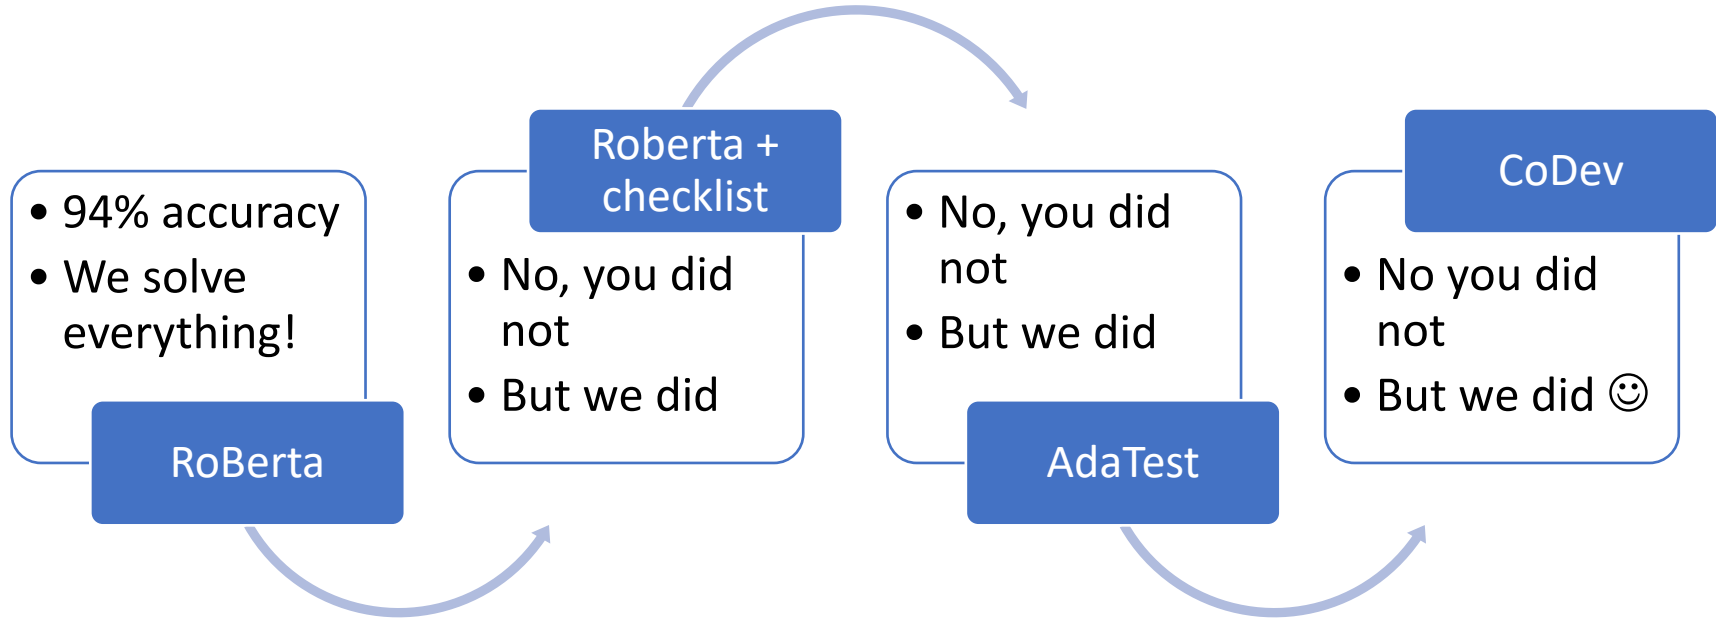 • 94% accuracy
• We solve
everything!
RoBerta
Roberta +
checklist
• No, you did
not
• But we did
• No, you did
not
• But we did
AdaTest
CoDev
• No you did
not
• But we did ☺